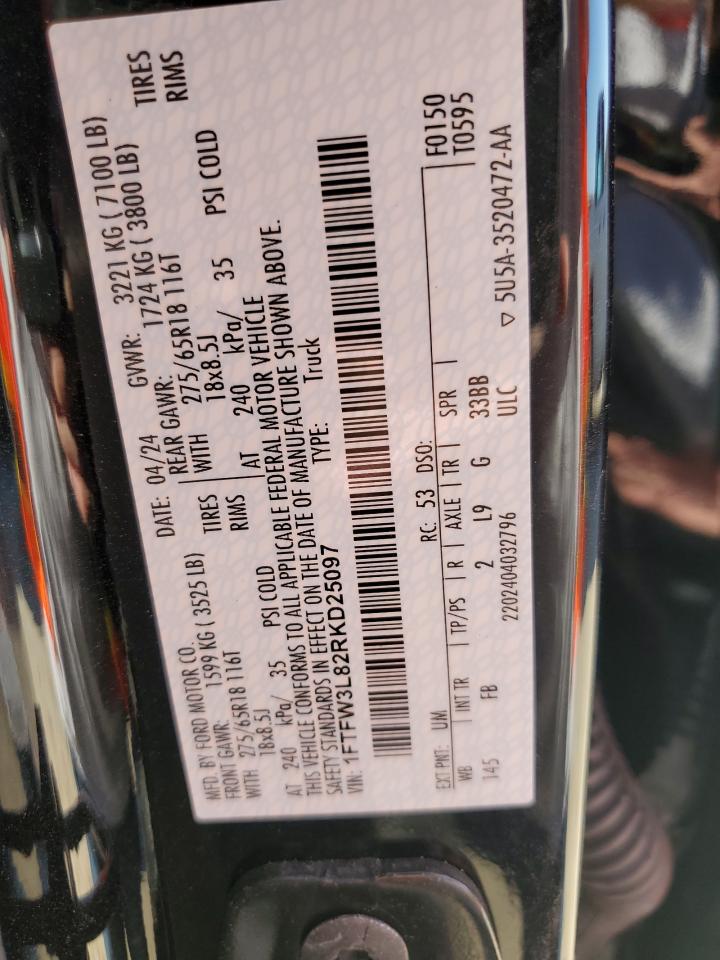 MFD. BY FORD MOTOR CO. DATE: 04/24 GVWR: 3221 KG ( 7100 LB)
FRONT GAWR: 1599 KG ( 3525 LB) REAR GAWR: 1724 KG ( 3800 LB)
WITH 275/65R18 116T TIRES WITH 275/65R18 116T TIRES
18x8.5J RIMS 18x8.5J RIMS
AT 240 kPa/ 35 PSI COLD AT 240 kPa/ 35 PSI COLD
THIS VEHICLE CONFORMS TO ALL APPLICABLE FEDERAL MOTOR VEHICLE
SAFETY STANDARDS IN EFFECT ON THE DATE OF MANUFACTURE SHOWN ABOVE.
VIN: 1FTFW3L82RKD25097 TYPE: Truck
F0150
EXT PNT: UM RC: 53 DSO: T0595
WB INT TR TP/PS R AXLE TR SPR
145 FB 2 L9 G 33BB
2202404032796 ULC ▽ 5U5A-3520472-AA